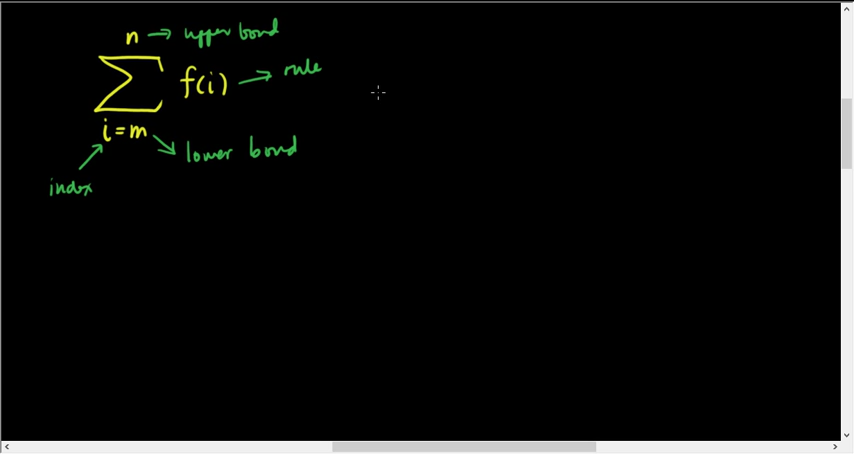 n → upper bond
∑ f(i) → rule
i = m
lower bond
index